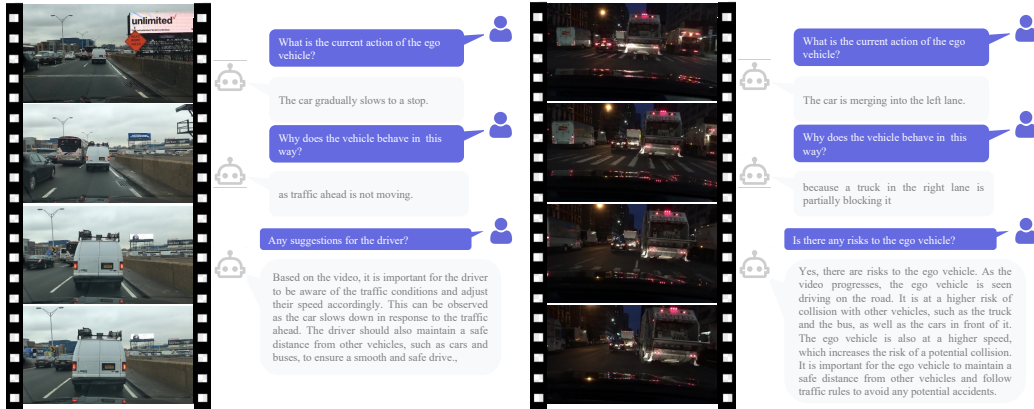 unlimited
What is the current action of the ego
vehicle?
The car gradually slows to a stop.
Why does the vehicle behave in this
way?
as traffic ahead is not moving.
Any suggestions for the driver?
Based on the video, it is important for the driver
to be aware of the traffic conditions and adjust
their speed accordingly. This can be observed
as the car slows down in response to the traffic
ahead. The driver should also maintain a safe
distance from other vehicles, such as cars and
buses, to ensure a smooth and safe drive.,
What is the current action of the ego
vehicle?
The car is merging into the left lane.
Why does the vehicle behave in this
way?
because a truck in the right lane is
partially blocking it
Is there any risks to the ego vehicle?
Yes, there are risks to the ego vehicle. As the
video progresses, the ego vehicle is seen
driving on the road. It is at a higher risk of
collision with other vehicles, such as the truck
and the bus, as well as the cars in front of it.
The ego vehicle is also at a higher speed,
which increases the risk of a potential collision.
It is important for the ego vehicle to maintain a
safe distance from other vehicles and follow
traffic rules to avoid any potential accidents.